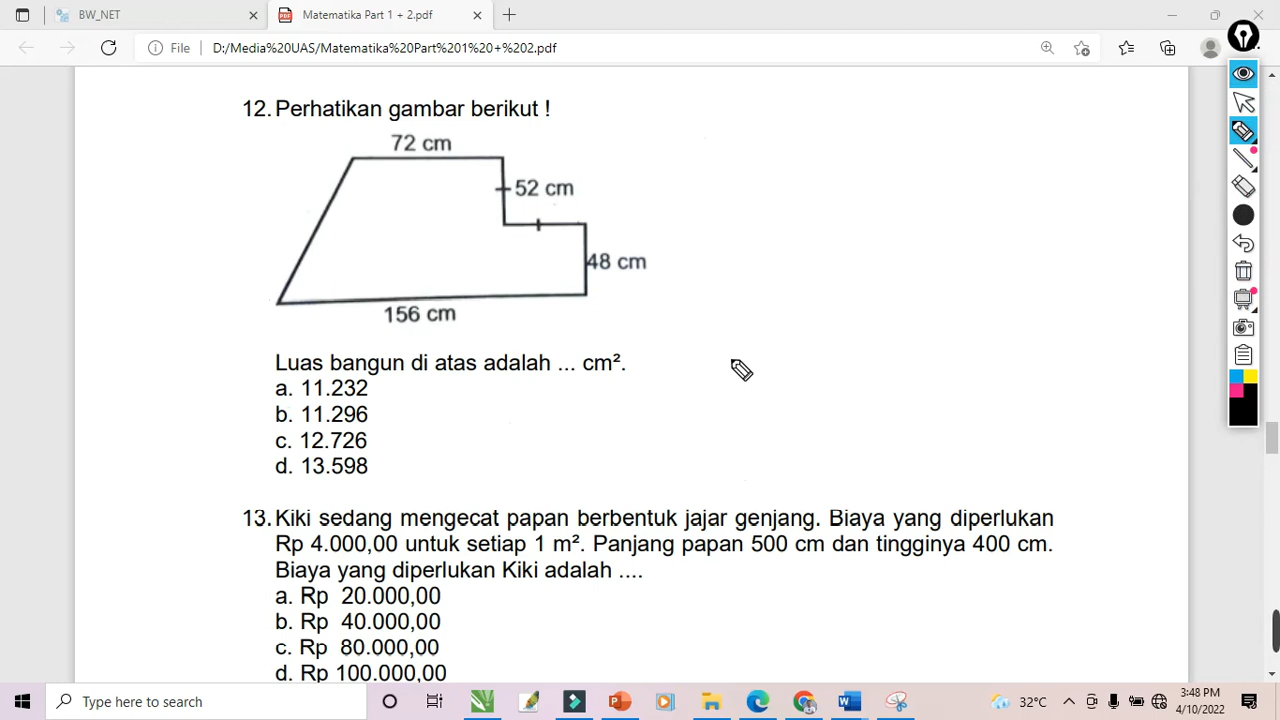 BW_NET
Matematika Part 1 + 2.pdf
File
D:/Media%20UAS/Matematika%20Part%201%20+%202.pdf
12. Perhatikan gambar berikut !
72 cm
52 cm
48 cm
156 cm
Luas bangun di atas adalah ... cm².
a. 11.232
b. 11.296
c. 12.726
d. 13.598
13. Kiki sedang mengecat papan berbentuk jajar genjang. Biaya yang diperlukan
Rp 4.000,00 untuk setiap 1 m². Panjang papan 500 cm dan tingginya 400 cm.
Biaya yang diperlukan Kiki adalah ....
a. Rp 20.000,00
b. Rp 40.000,00
c. Rp 80.000,00
d. Rp 100.000,00
Type here to search
32°C
3:48 PM
4/10/2022